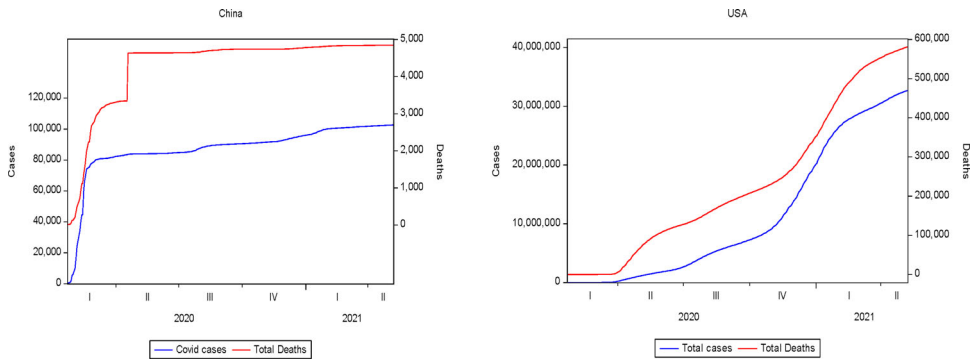 China
120,000
100,000
80,000
60,000
40,000
20,000
0
Cases
5,000
4,000
3,000
2,000
1,000
0
Deaths
I II III IV I II
2020 2021
Covid cases Total Deaths
USA
40,000,000
30,000,000
20,000,000
10,000,000
0
Cases
600,000
500,000
400,000
300,000
200,000
100,000
0
Deaths
I II III IV I II
2020 2021
Total cases Total Deaths